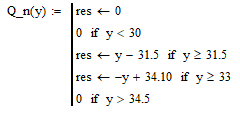 Q_n(y) := res ← 0
0 if y < 30
res ← y − 31.5 if y ≥ 31.5
res ← −y + 34.10 if y ≥ 33
0 if y > 34.5